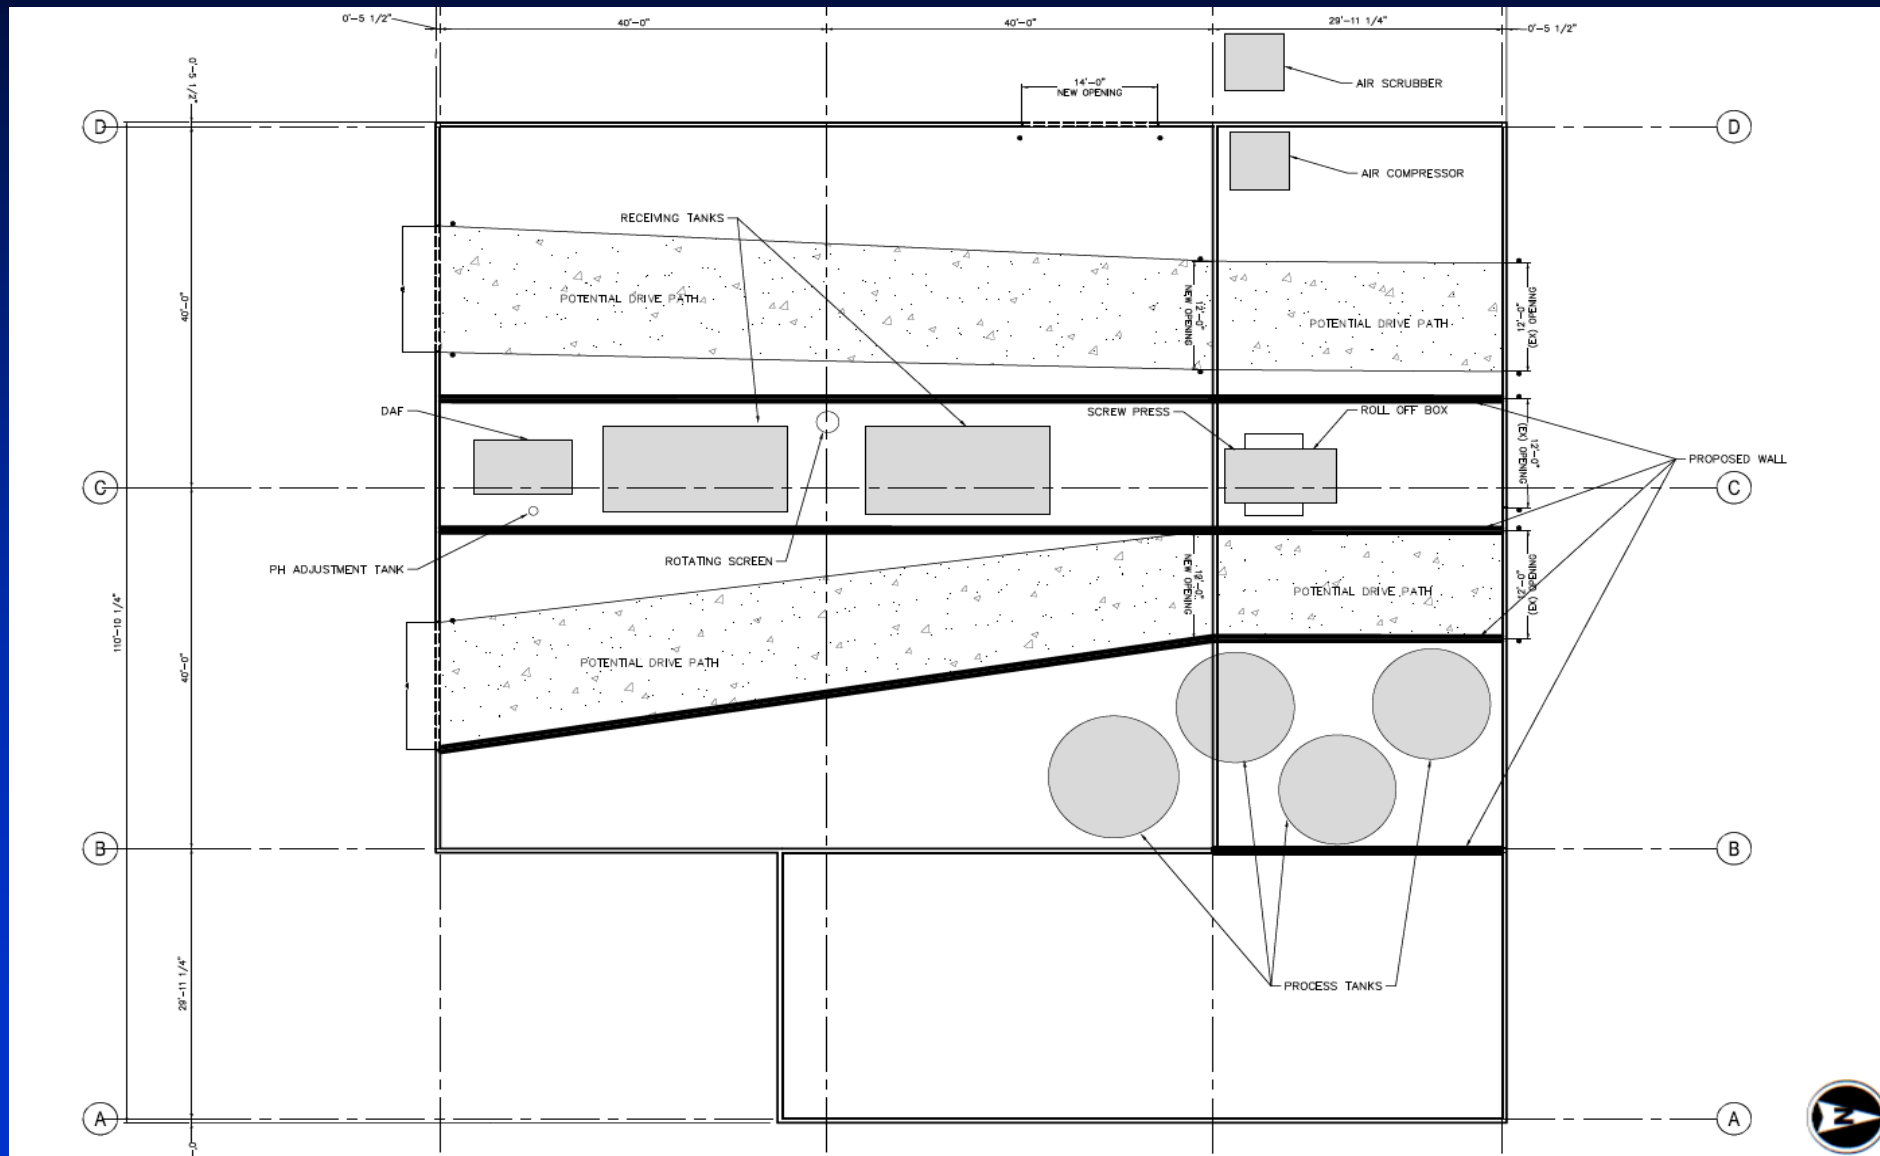 0'-5 1/2"
40'-0"
40'-0"
29'-11 1/4"
0'-5 1/2"
0'-5 1/2"
AIR SCRUBBER
14'-0"
NEW OPENING
D
D
AIR COMPRESSOR
RECEIVING TANKS
40'-0"
POTENTIAL DRIVE PATH
12'-0"
NEW OPENING
POTENTIAL DRIVE PATH
12'-0"
(EX) OPENING
DAF
SCREW PRESS
ROLL OFF BOX
12'-0"
(EX) OPENING
PROPOSED WALL
C
C
PH ADJUSTMENT TANK
ROTATING SCREEN
12'-0"
NEW OPENING
POTENTIAL DRIVE PATH
12'-0"
(EX) OPENING
110'-10 1/4"
40'-0"
POTENTIAL DRIVE PATH
B
B
29'-11 1/4"
PROCESS TANKS
A
A
N